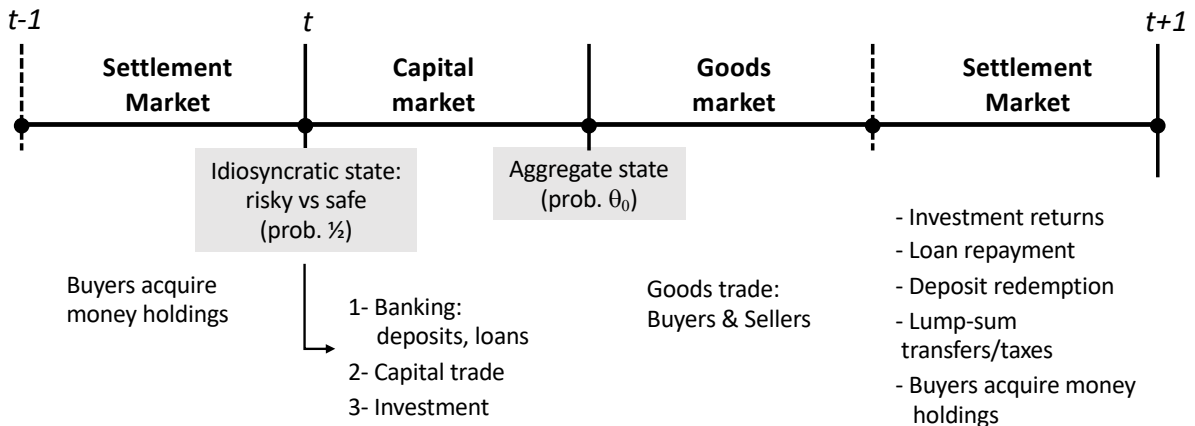 t-1
t
t+1
Settlement
Market
Capital
market
Goods
market
Settlement
Market
Idiosyncratic state:
risky vs safe
(prob. ½)
Aggregate state
(prob. θ₀)
Buyers acquire
money holdings
1- Banking:
deposits, loans
2- Capital trade
3- Investment
Goods trade:
Buyers & Sellers
- Investment returns
- Loan repayment
- Deposit redemption
- Lump-sum
transfers/taxes
- Buyers acquire money
holdings